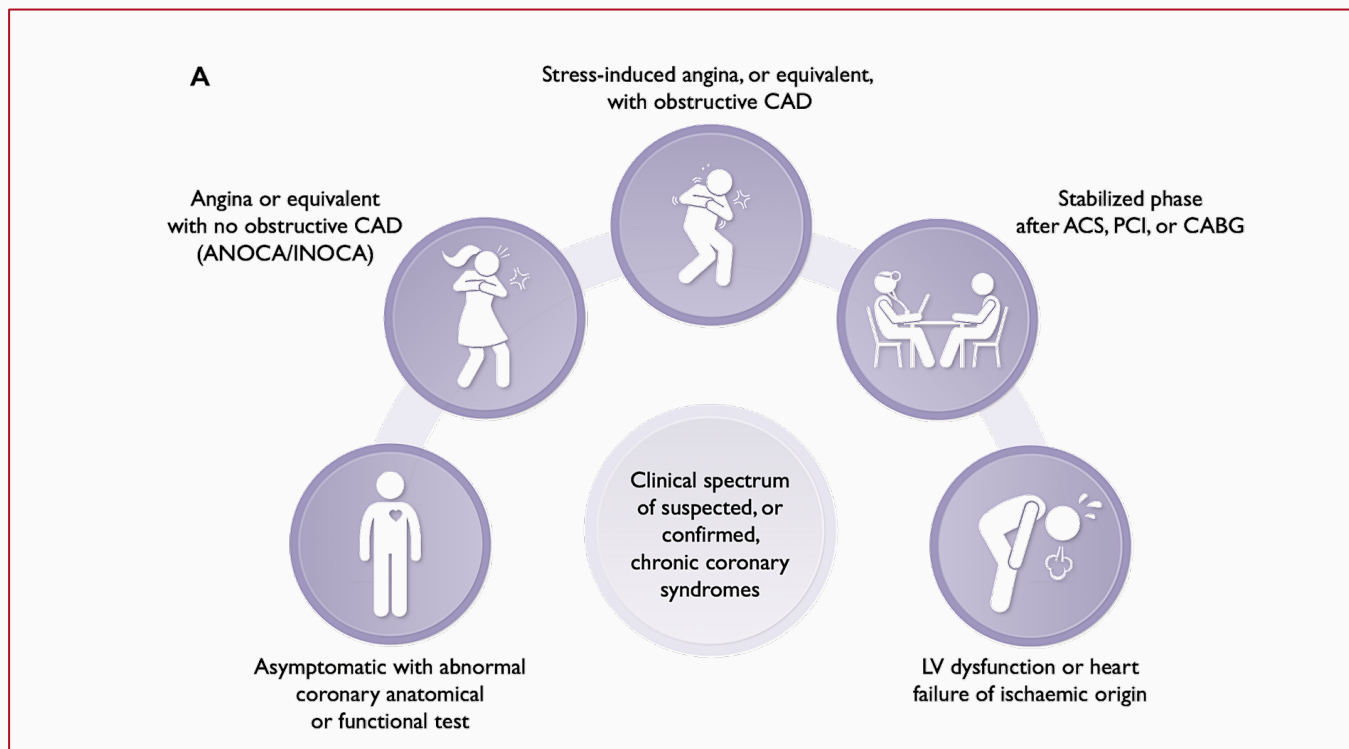 A
Stress-induced angina, or equivalent,
with obstructive CAD
Angina or equivalent
with no obstructive CAD
(ANOCA/INOCA)
Stabilized phase
after ACS, PCI, or CABG
Clinical spectrum
of suspected, or
confirmed,
chronic coronary
syndromes
Asymptomatic with abnormal
coronary anatomical
or functional test
LV dysfunction or heart
failure of ischaemic origin